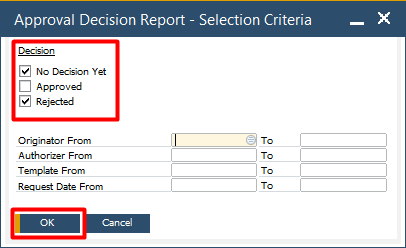 Approval Decision Report - Selection Criteria
Decision
No Decision Yet
Approved
Rejected
Originator From To
Authorizer From To
Template From To
Request Date From To
OK Cancel